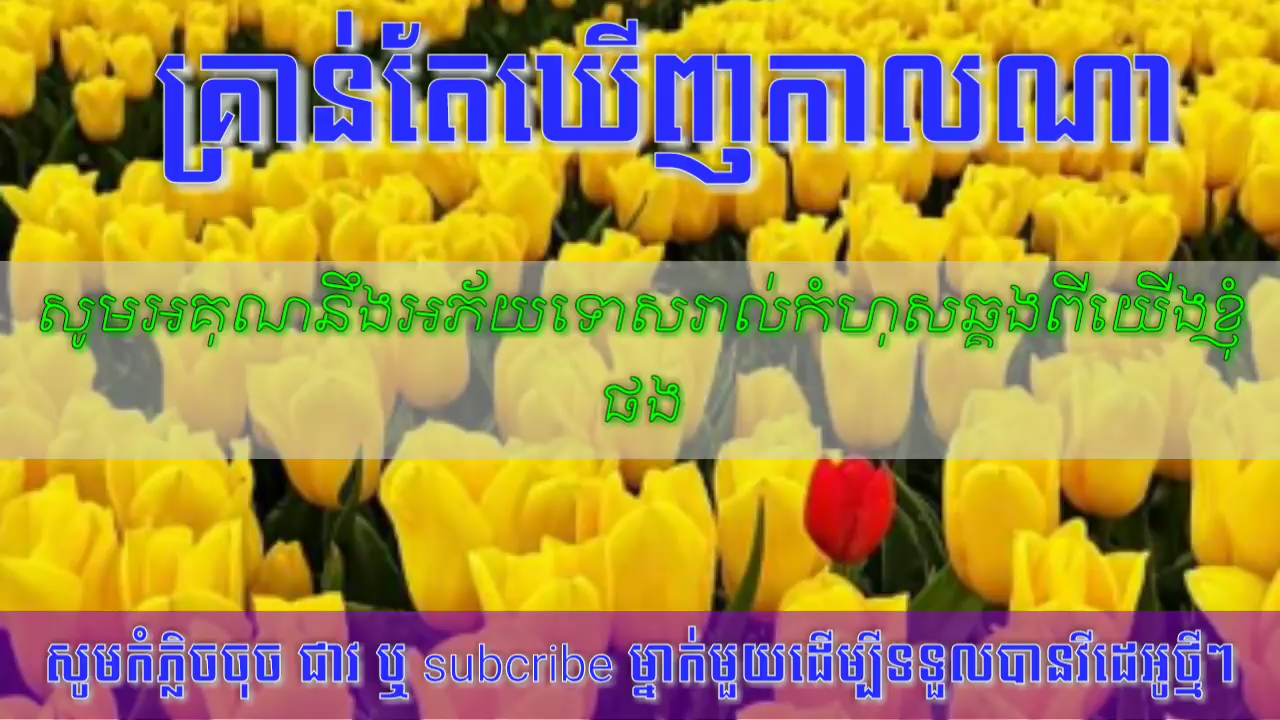 គ្រាន់តែឃើញកាលណា
សូមអគុណនឹងអភ័យទោសរាល់កំហុសឆ្គងពីយើងខ្ញុំ
ផង
សូមកំភ្លិចចុច ជាវ ឬ subcribe ម្នាក់មួយដើម្បីទទួលបានវីដេអូថ្មីៗ